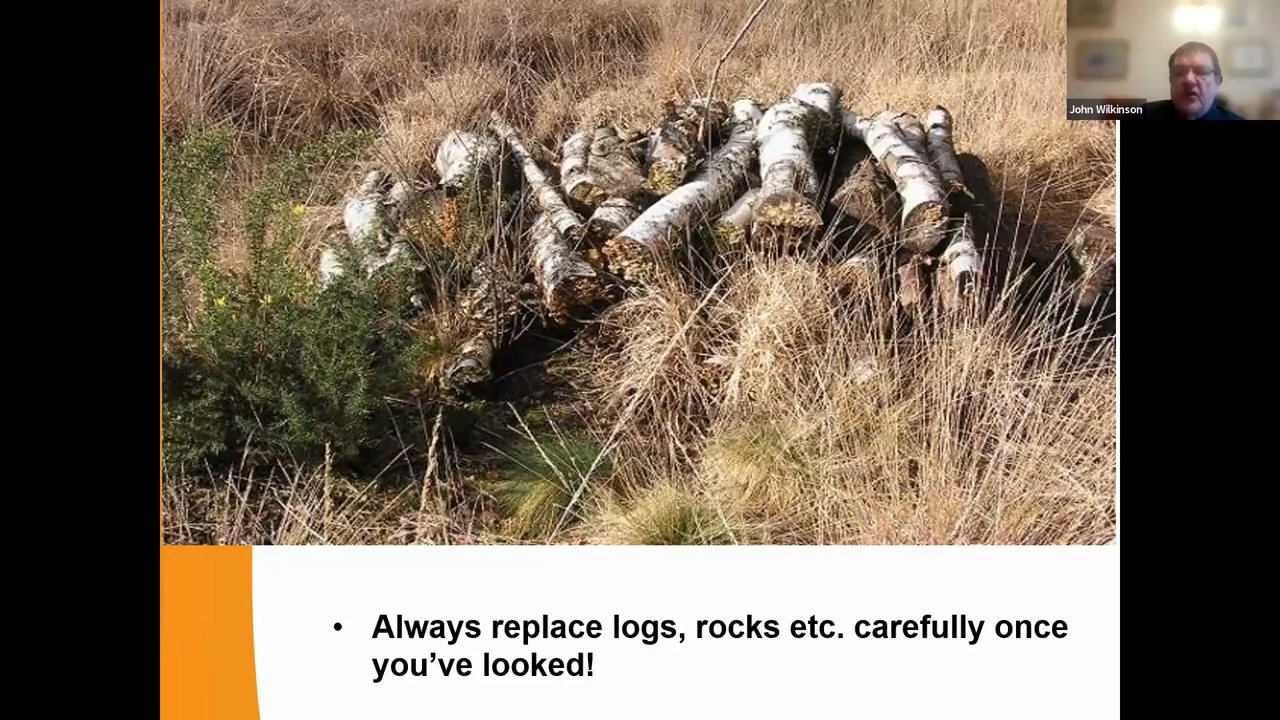 John Wilkinson
• Always replace logs, rocks etc. carefully once
you’ve looked!